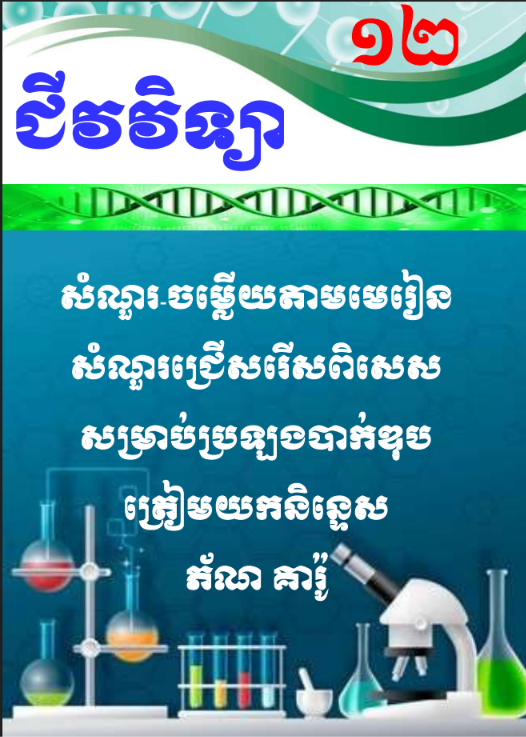 ១២
ជីវវិទ្យា
សំណួរ-ចម្លើយតាមមេរៀន
សំណួរជ្រើសរើសពិសេស
សម្រាប់ប្រឡងបាក់ឌុប
ត្រៀមយកនិន្ទេស
ភ័ណ គារ៉ូ